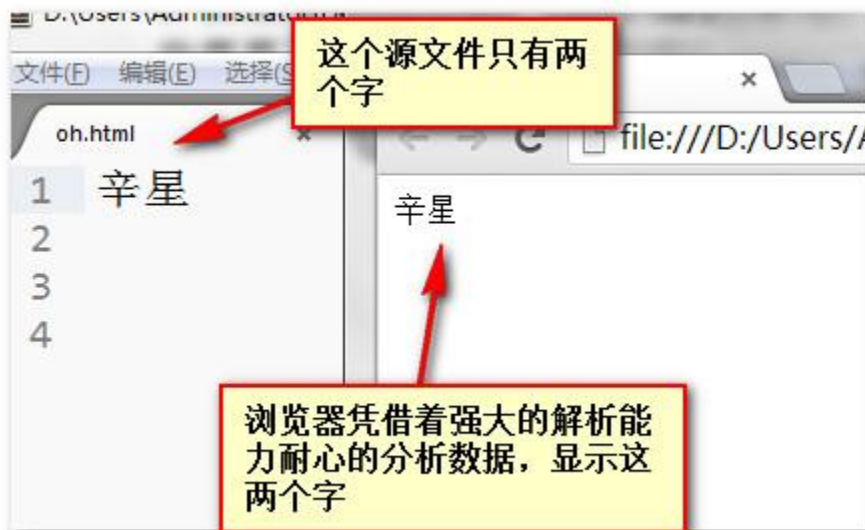 D:\Users\Administrator\
文件(F) 编辑(E) 选择(S
这个源文件只有两
个字
oh.html
file:///D:/Users/A
1 辛星
2
3
4
辛星
浏览器凭借着强大的解析能
力耐心的分析数据，显示这
两个字